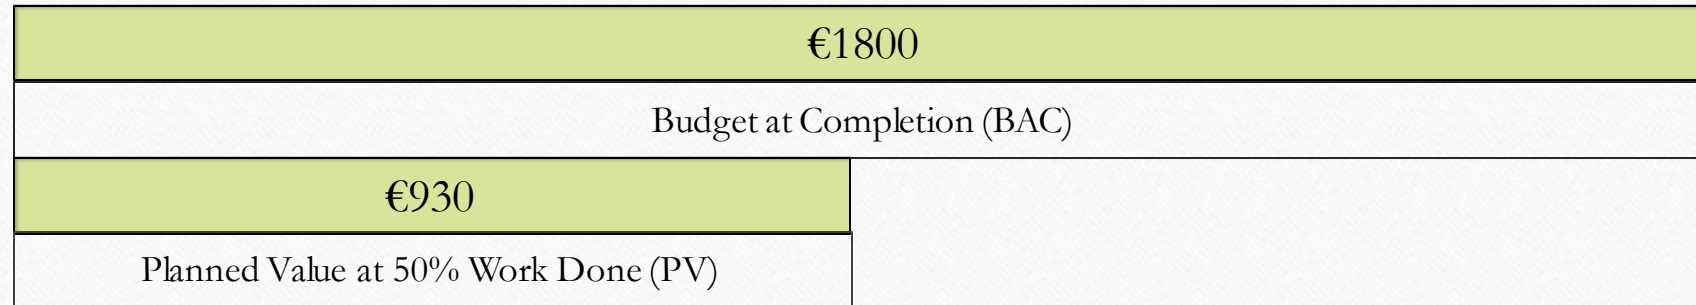 €1800
Budget at Completion (BAC)
€930
Planned Value at 50% Work Done (PV)